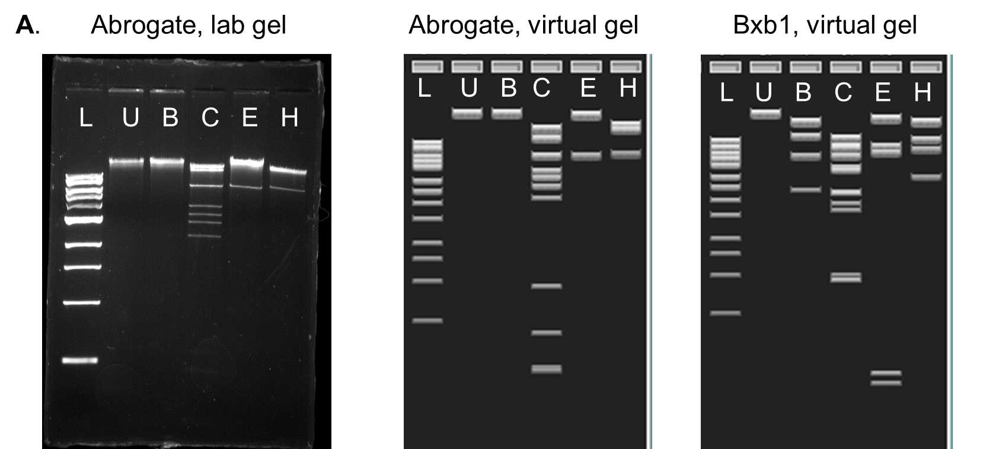 A. Abrogate, lab gel
Abrogate, virtual gel
Bxb1, virtual gel
L U B C E H
L U B C E H
L U B C E H